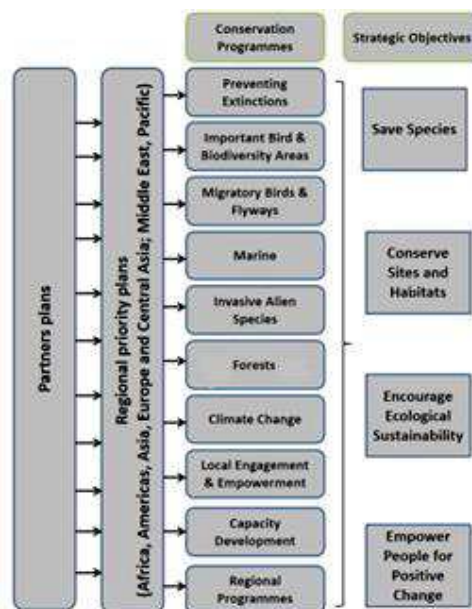 Conservation
Programmes
Strategic Objectives
Partners plans
Regional priority plans
(Africa, Americas, Asia, Europe and Central Asia; Middle East, Pacific)
Preventing
Extinctions
Important Bird &
Biodiversity Areas
Migratory Birds &
Flyways
Marine
Invasive Alien
Species
Forests
Climate Change
Local Engagement
& Empowerment
Capacity
Development
Regional
Programmes
Save Species
Conserve
Sites and
Habitats
Encourage
Ecological
Sustainability
Empower
People for
Positive
Change